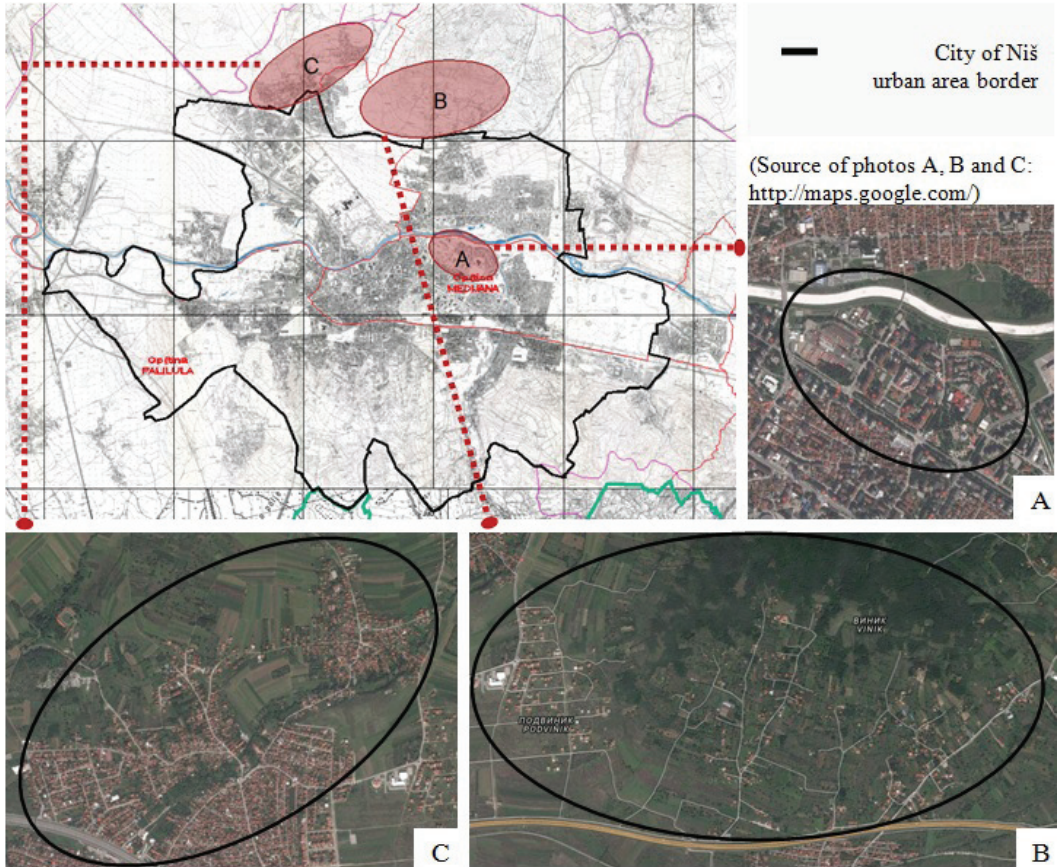 C
B
A
Opština
MEDIJANA
Opština
PALILULA
City of Niš
urban area border
(Source of photos A, B and C:
http://maps.google.com/)
A
C
ВИНИК
VINIK
ПОДВИНИК
PODVINIK
B